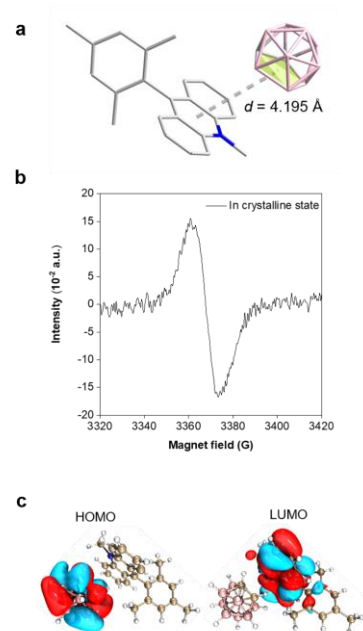 a
d = 4.195 Å
b
In crystalline state
Intensity (10⁻² a.u.)
20
15
10
5
0
-5
-10
-15
-20
3320 3340 3360 3380 3400 3420
Magnet field (G)
c
HOMO
LUMO